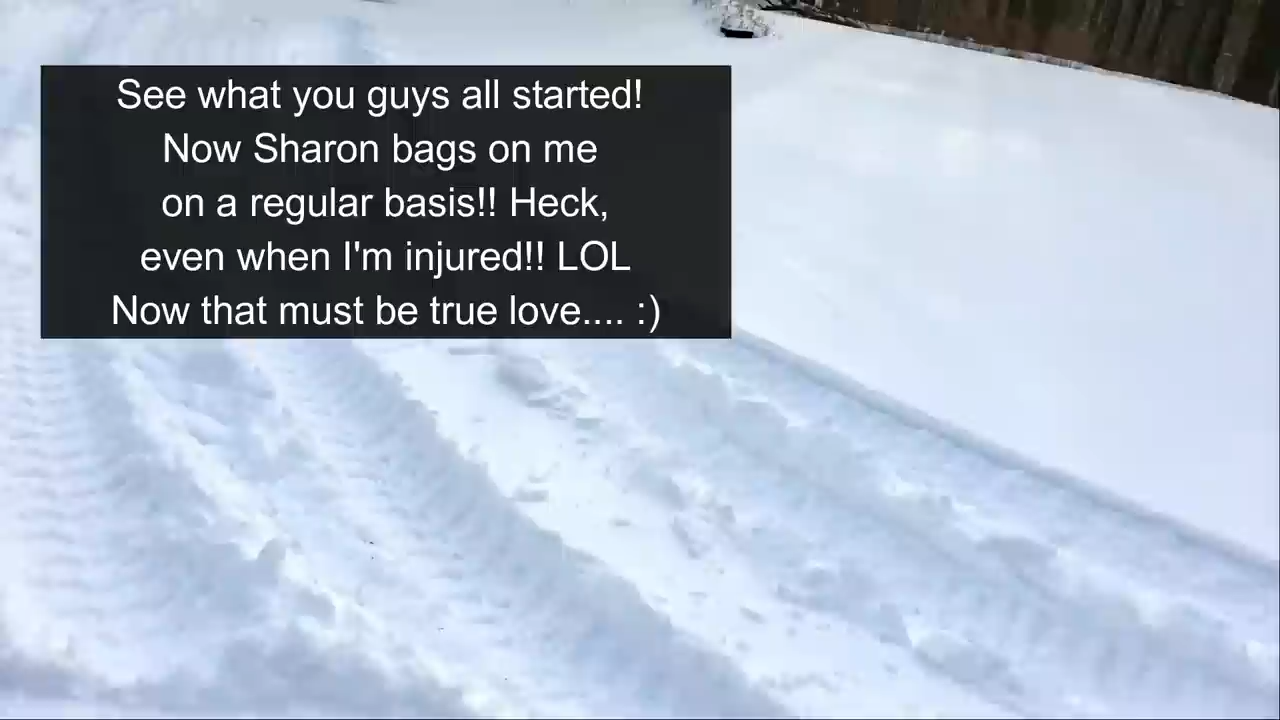 See what you guys all started!
Now Sharon bags on me
on a regular basis!! Heck,
even when I'm injured!! LOL
Now that must be true love.... :)